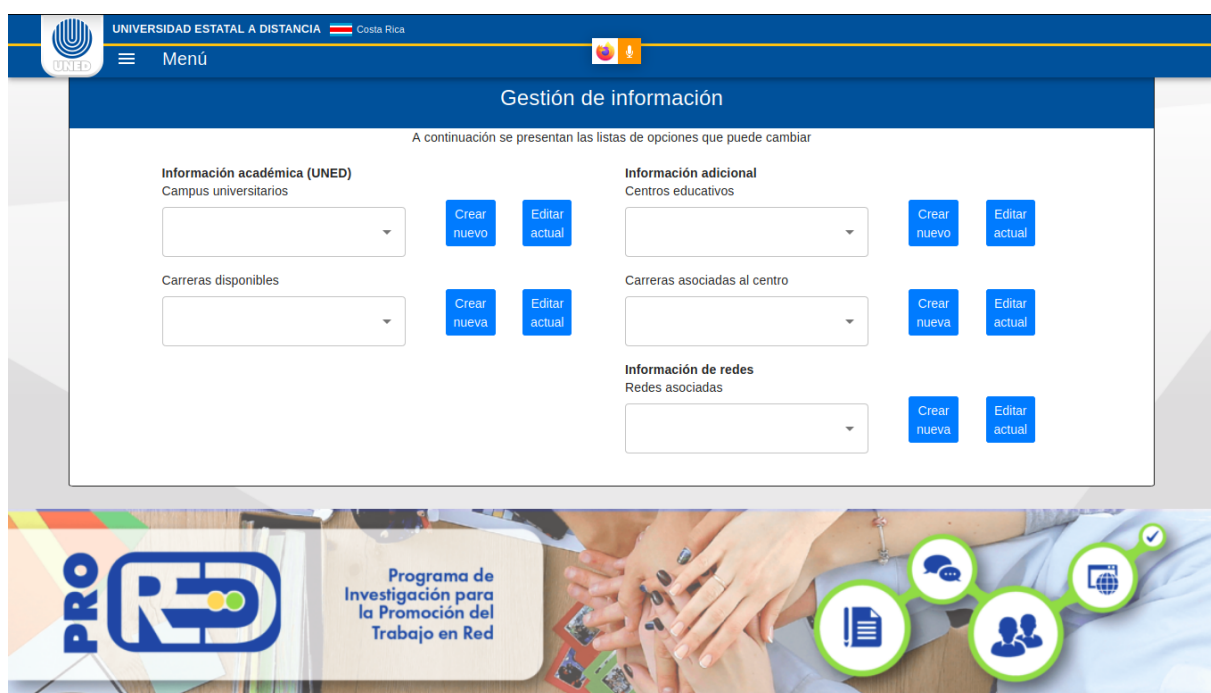 UNIVERSIDAD ESTATAL A DISTANCIA Costa Rica
UNED
Menú
Gestión de información
A continuación se presentan las listas de opciones que puede cambiar
Información académica (UNED)
Campus universitarios
Crear nuevo
Editar actual
Carreras disponibles
Crear nueva
Editar actual
Información adicional
Centros educativos
Crear nuevo
Editar actual
Carreras asociadas al centro
Crear nueva
Editar actual
Información de redes
Redes asociadas
Crear nueva
Editar actual
PRO
RED
Programa de
Investigación para
la Promoción del
Trabajo en Red